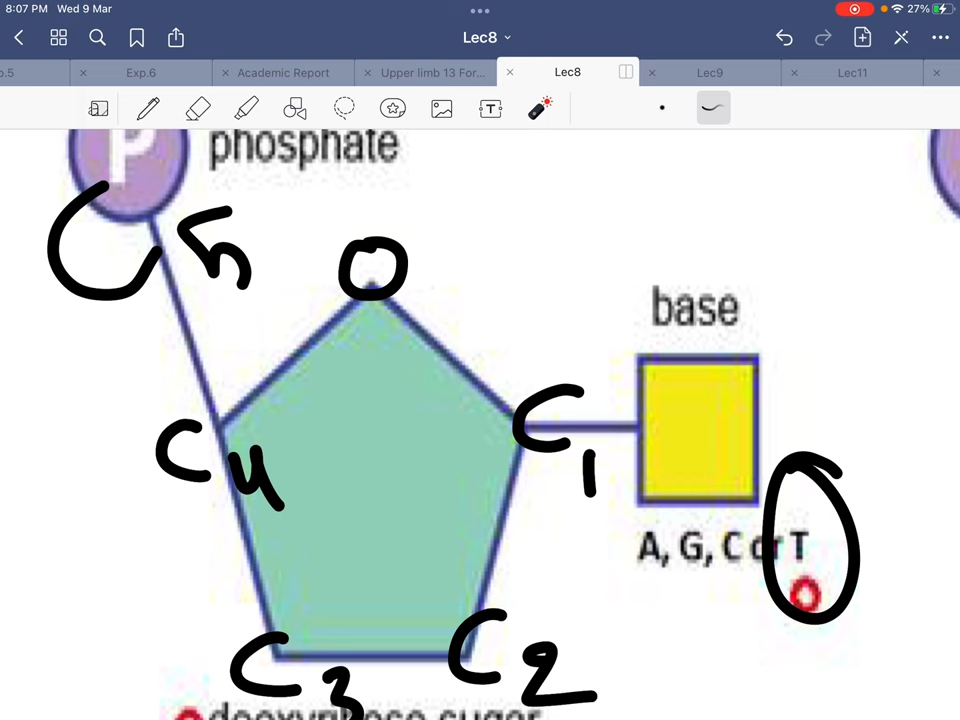 8:07 PM Wed 9 Mar
27%
Lec8
p.5
Exp.6
Academic Report
Upper limb 13 For...
Lec8
Lec9
Lec11
P phosphate
C5
O
base
C4
C1
A, G, C or T
C3
C2
deoxyribose sugar